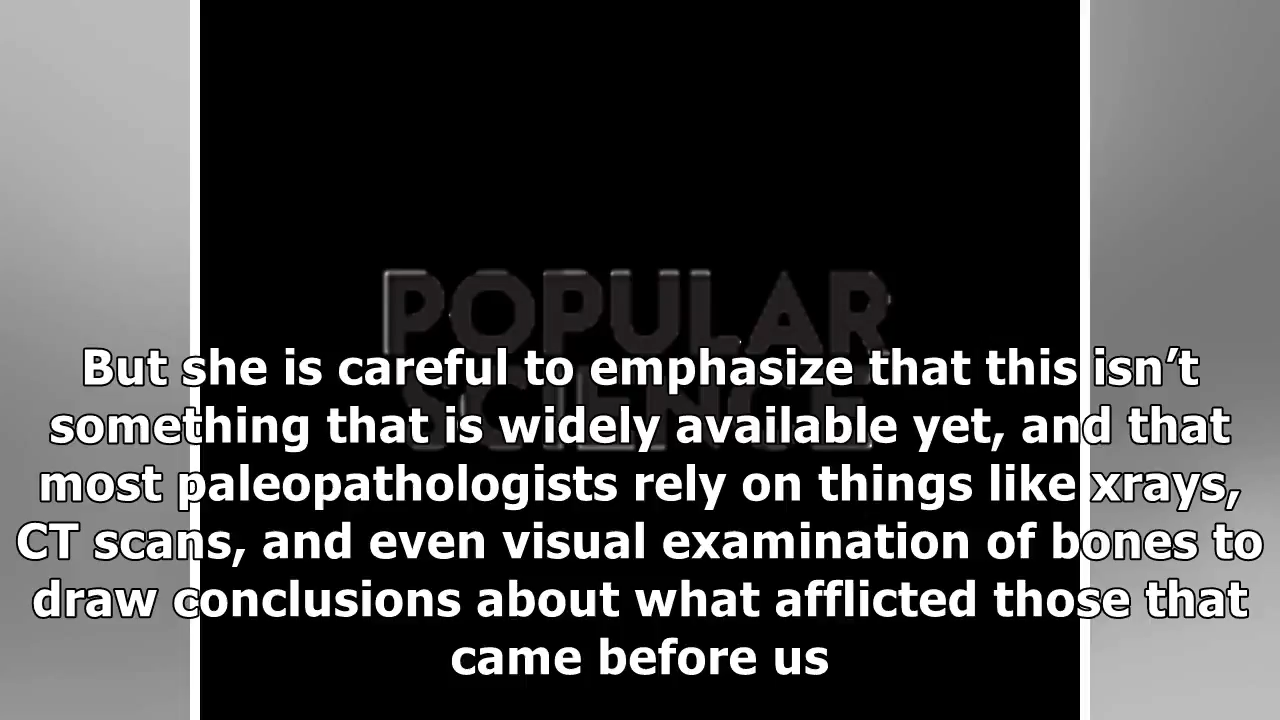 POPULAR
SCIENCE
But she is careful to emphasize that this isn’t
something that is widely available yet, and that
most paleopathologists rely on things like xrays,
CT scans, and even visual examination of bones to
draw conclusions about what afflicted those that
came before us